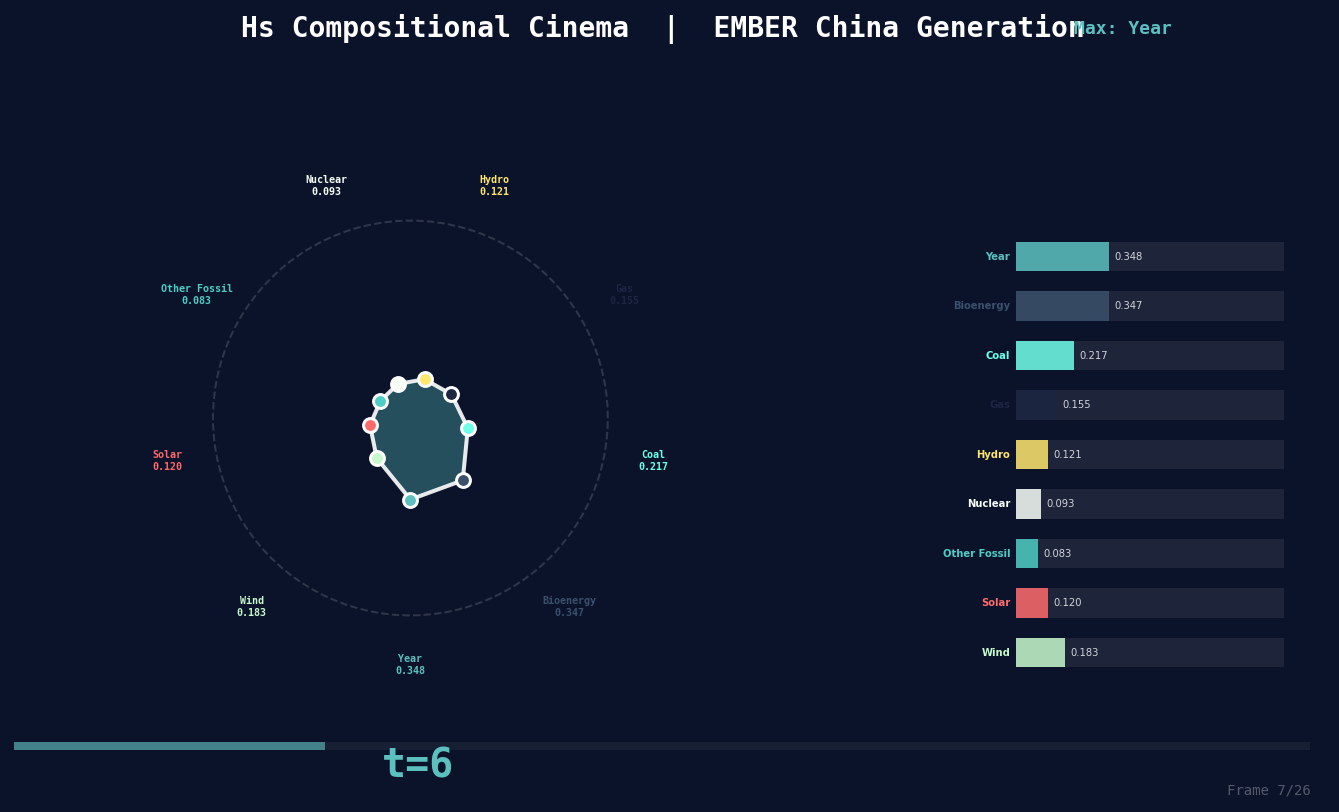 Hs Compositional Cinema | EMBER China Generation
Max: Year
Nuclear
0.093
Hydro
0.121
Other Fossil
0.083
Gas
0.155
Solar
0.120
Coal
0.217
Wind
0.183
Bioenergy
0.347
Year
0.348
Year 0.348
Bioenergy 0.347
Coal 0.217
Gas 0.155
Hydro 0.121
Nuclear 0.093
Other Fossil 0.083
Solar 0.120
Wind 0.183
t=6
Frame 7/26